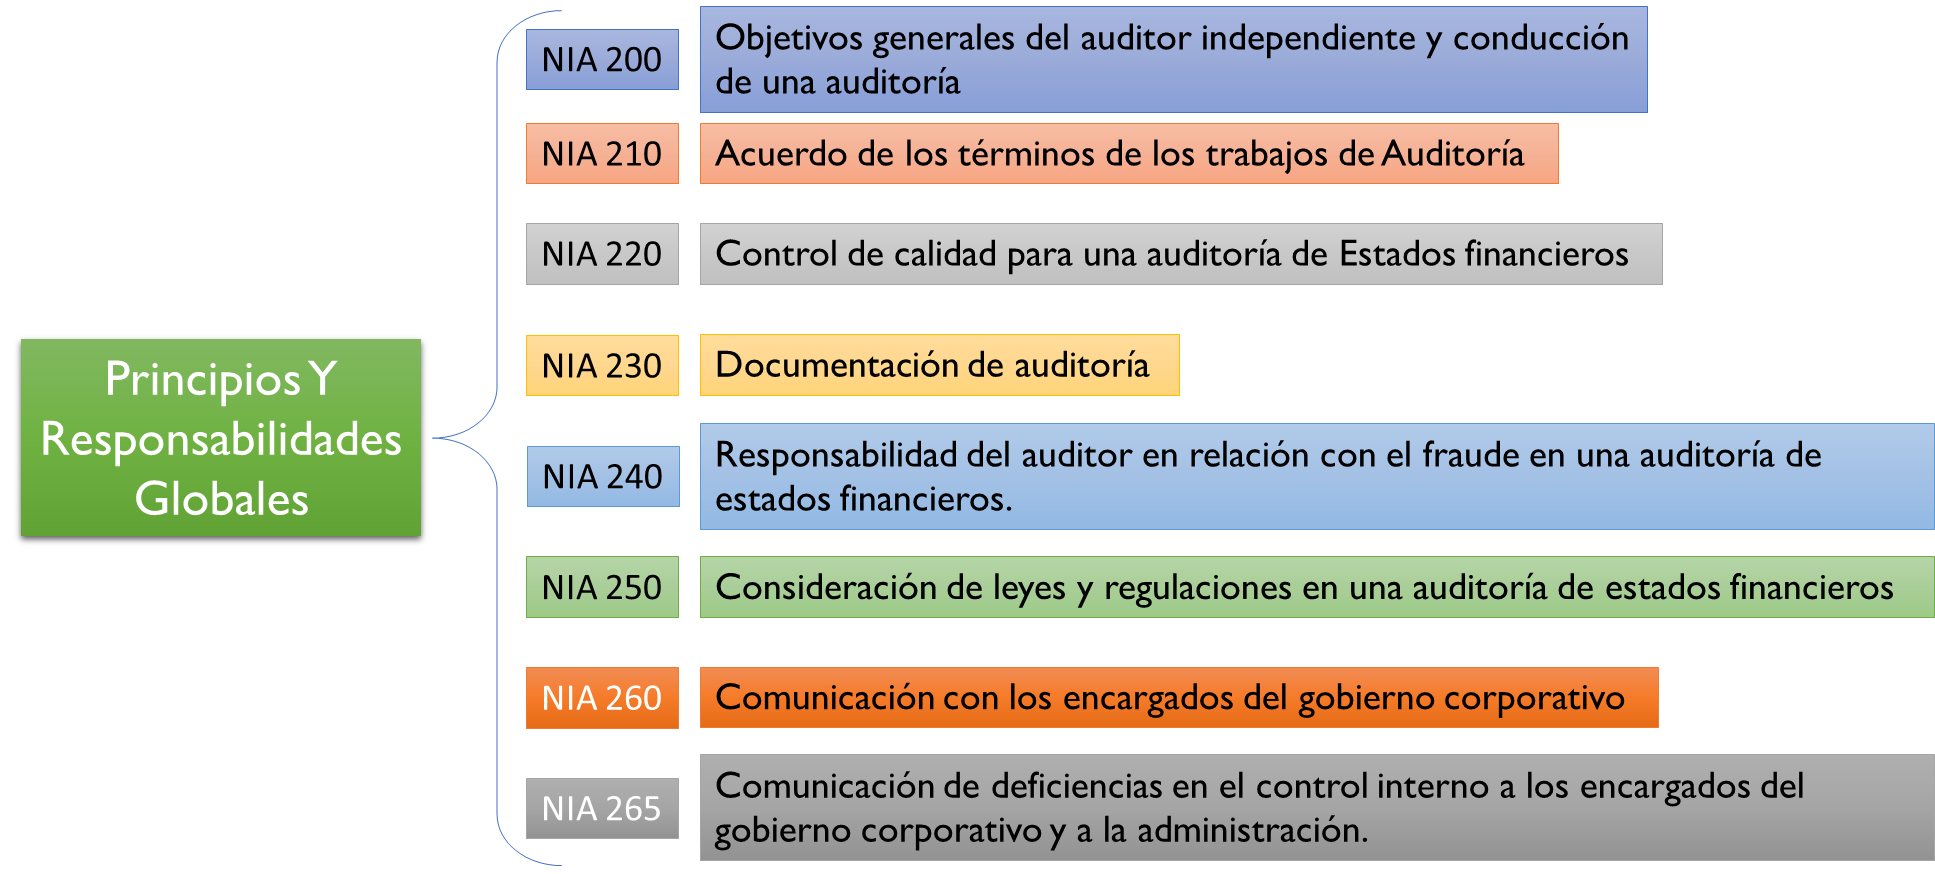 Principios Y
Responsabilidades
Globales
NIA 200
Objetivos generales del auditor independiente y conducción
de una auditoría
NIA 210
Acuerdo de los términos de los trabajos de Auditoría
NIA 220
Control de calidad para una auditoría de Estados financieros
NIA 230
Documentación de auditoría
NIA 240
Responsabilidad del auditor en relación con el fraude en una auditoría de
estados financieros.
NIA 250
Consideración de leyes y regulaciones en una auditoría de estados financieros
NIA 260
Comunicación con los encargados del gobierno corporativo
NIA 265
Comunicación de deficiencias en el control interno a los encargados del
gobierno corporativo y a la administración.